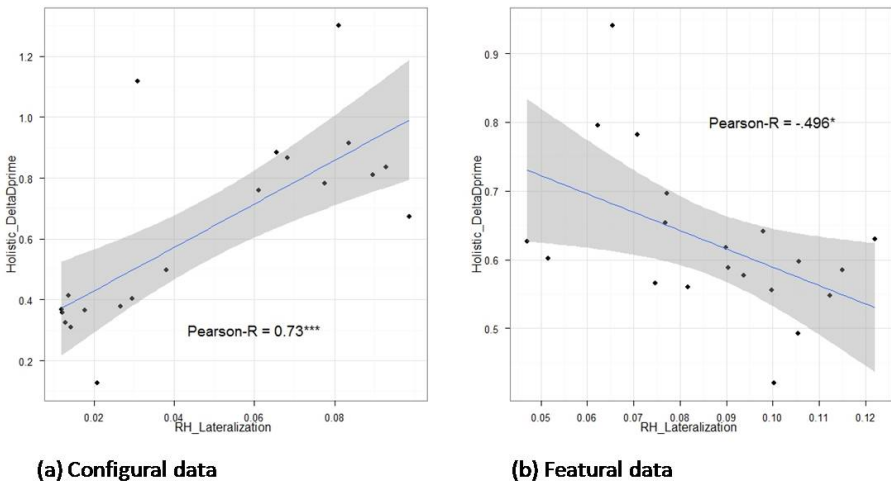 1.2
1.0
0.8
0.6
0.4
0.2
Holistic_DeltaDprime
Pearson-R = 0.73***
0.02 0.04 0.06 0.08
RH_Lateralization
(a) Configural data
0.9
0.8
0.7
0.6
0.5
Holistic_DeltaDprime
Pearson-R = -.496*
0.05 0.06 0.07 0.08 0.09 0.10 0.11 0.12
RH_Lateralization
(b) Featural data